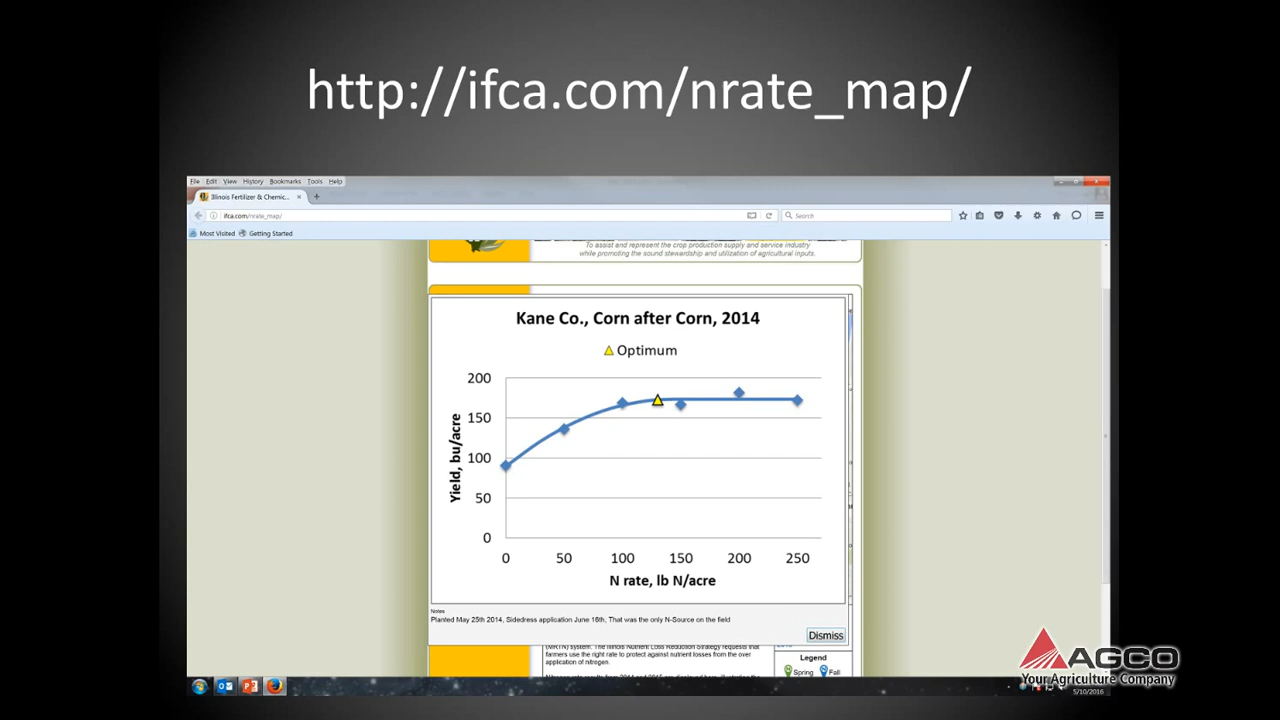 http://ifca.com/nrate_map/
File Edit View History Bookmarks Tools Help
Illinois Fertilizer & Chemic...
ifca.com/nrate_map/
Search
Most Visited Getting Started
To assist and represent the crop production supply and service industry
while promoting the sound stewardship and utilization of agricultural inputs.
Kane Co., Corn after Corn, 2014
Optimum
200
150
100
50
0
Yield, bu/acre
0 50 100 150 200 250
N rate, lb N/acre
Notes
Planted May 25th 2014, Sidedress application June 16th, That was the only N-Source on the field
Dismiss
(MRTN) system. The Illinois Nutrient Loss Reduction Strategy requests that
farmers use the right rate to protect against nutrient losses from the over
application of nitrogen.
Legend
Spring Fall
AGCO
Your Agriculture Company
5/10/2016